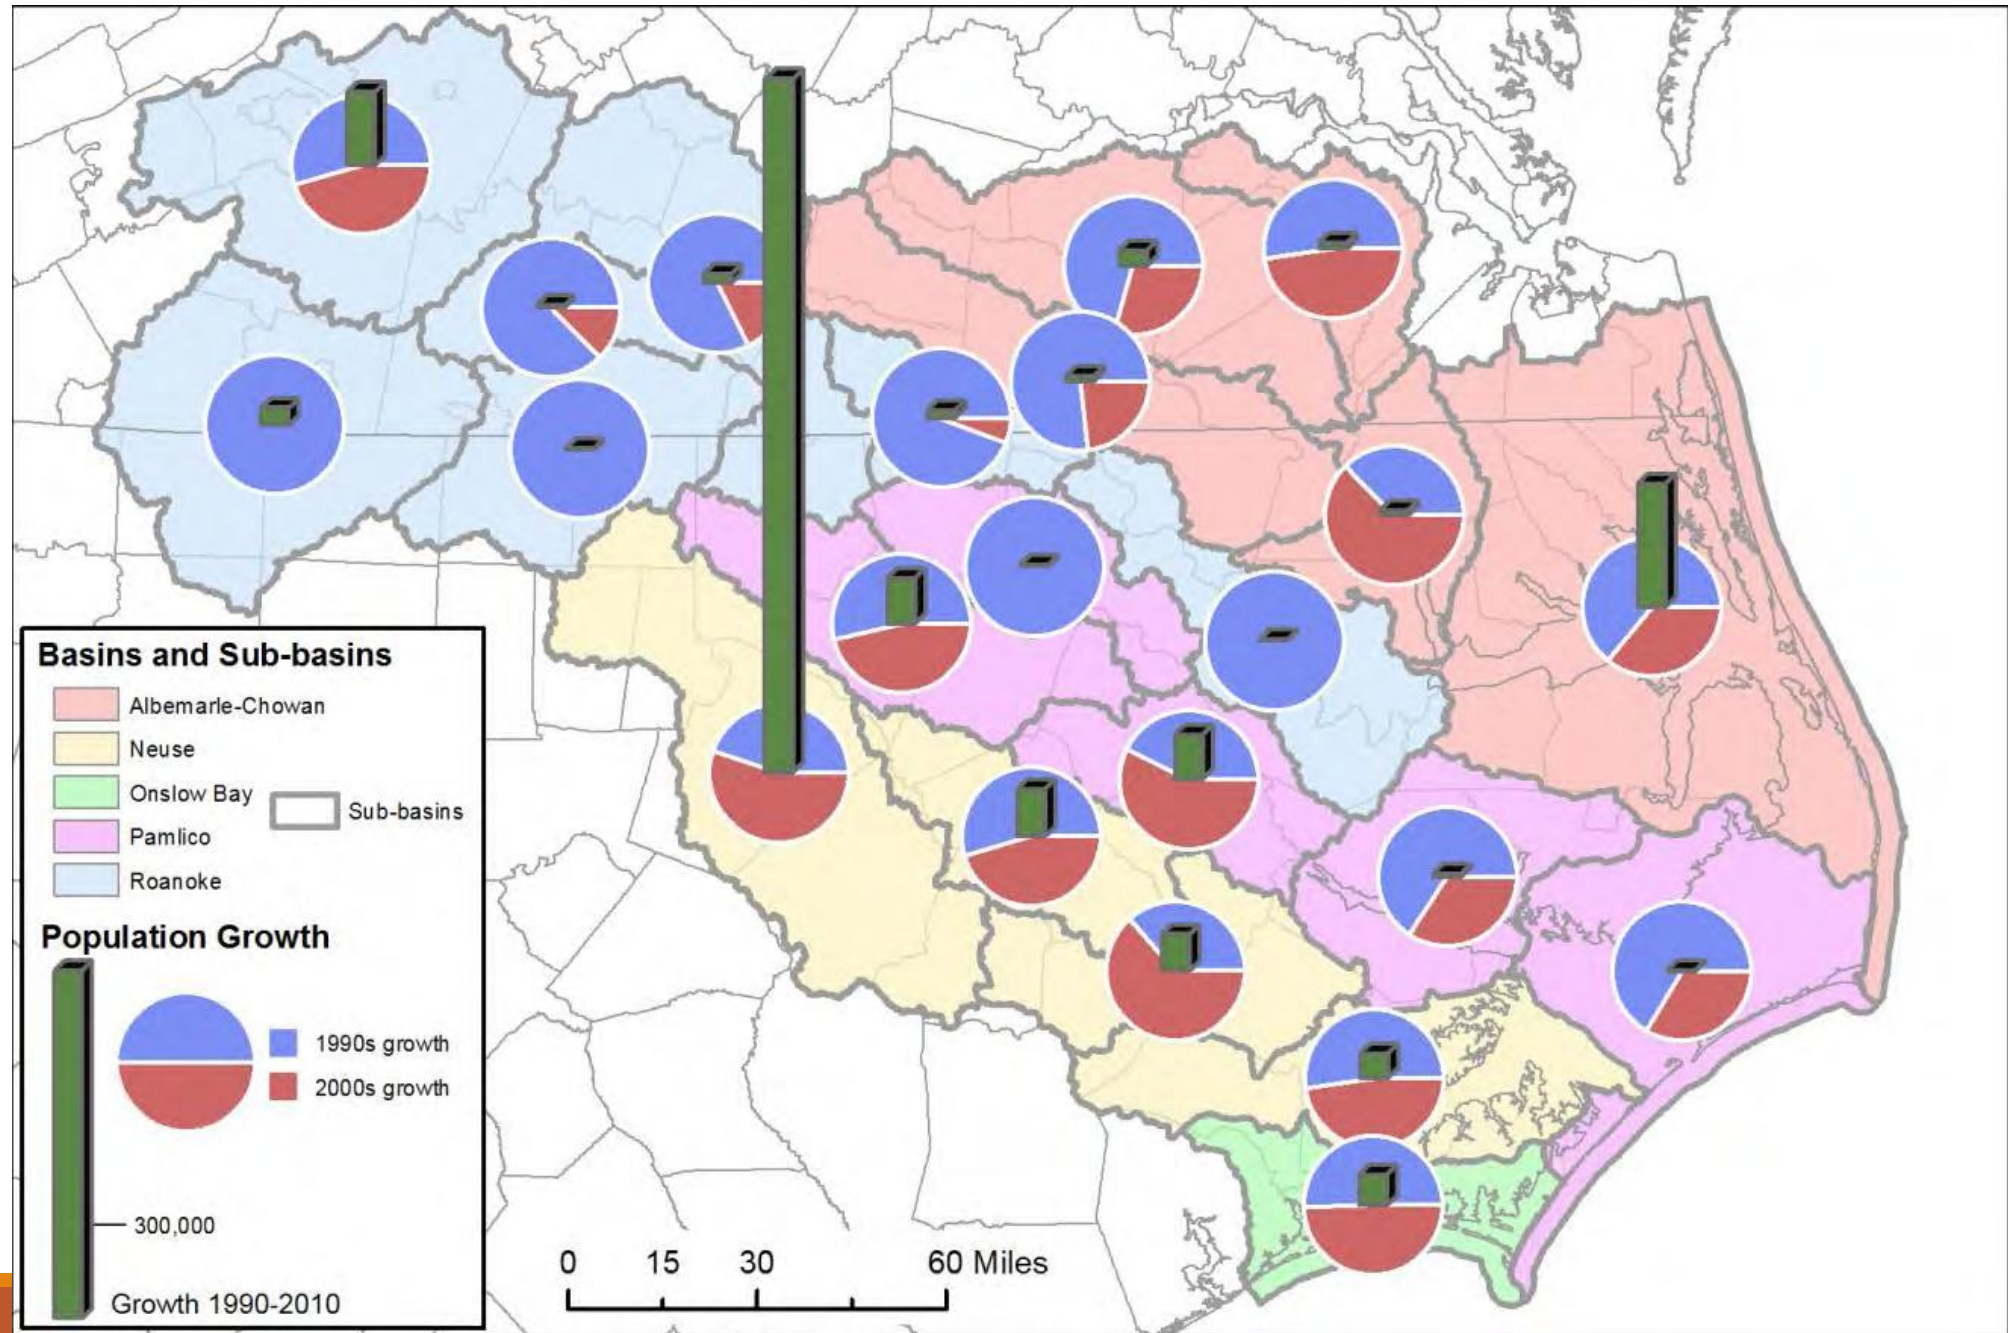 Basins and Sub-basins
Albemarle-Chowan
Neuse
Onslow Bay
Sub-basins
Pamlico
Roanoke
Population Growth
1990s growth
2000s growth
300,000
Growth 1990-2010
0 15 30 60 Miles